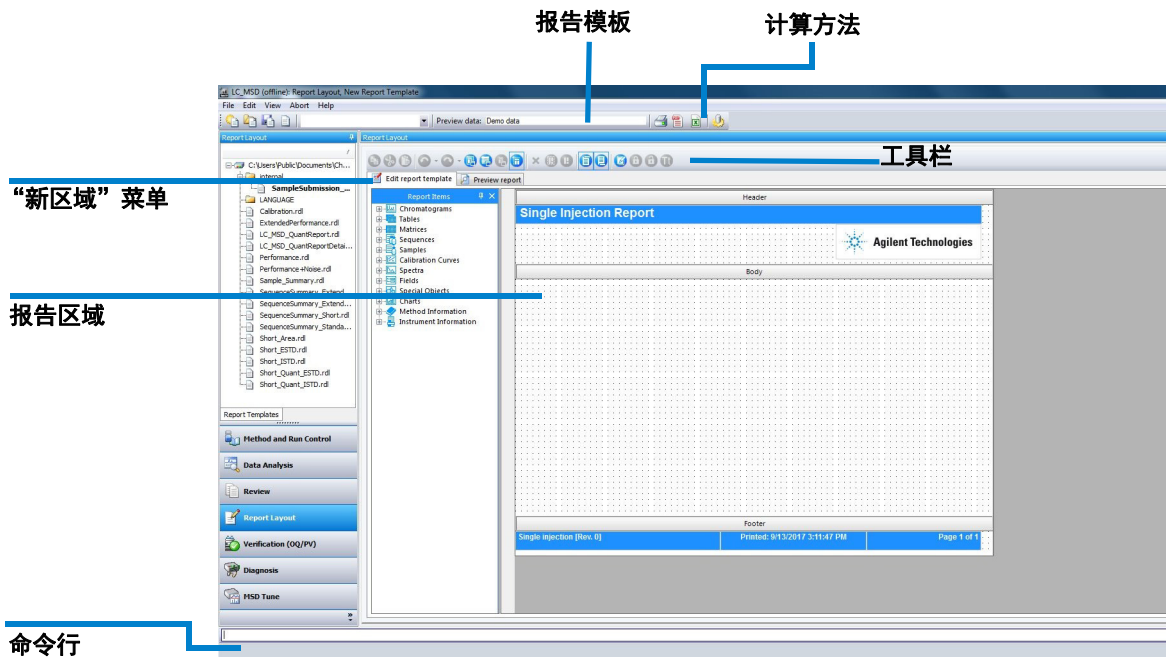 报告模板
计算方法
LC_MSD (offline): Report Layout, New Report Template
File Edit View Abort Help
Preview data: Demo data
Report Layout
Report Layout
工具栏
C:\Users\Public\Documents\Ch...
internal
SampleSubmission_...
LANGUAGE
Calibration.rdl
ExtendedPerformance.rdl
LC_MSD_QuantReport.rdl
LC_MSD_QuantReportDetai...
Performance.rdl
Performance+Noise.rdl
Sample_Summary.rdl
SequenceSummary_Extend...
SequenceSummary_Extend...
SequenceSummary_Short.rdl
SequenceSummary_Standa...
Short_Area.rdl
Short_ESTD.rdl
Short_ISTD.rdl
Short_Quant_ESTD.rdl
Short_Quant_ISTD.rdl
Report Templates
“新区域”菜单
报告区域
Edit report template
Preview report
Report Items
Chromatograms
Tables
Matrices
Sequences
Samples
Calibration Curves
Spectra
Fields
Special Objects
Charts
Method Information
Instrument Information
Header
Single Injection Report
Agilent Technologies
Body
Footer
Single injection [Rev. 0]
Printed: 9/13/2017 3:11:47 PM
Page 1 of 1
Method and Run Control
Data Analysis
Review
Report Layout
Verification (OQ/PV)
Diagnosis
MSD Tune
命令行